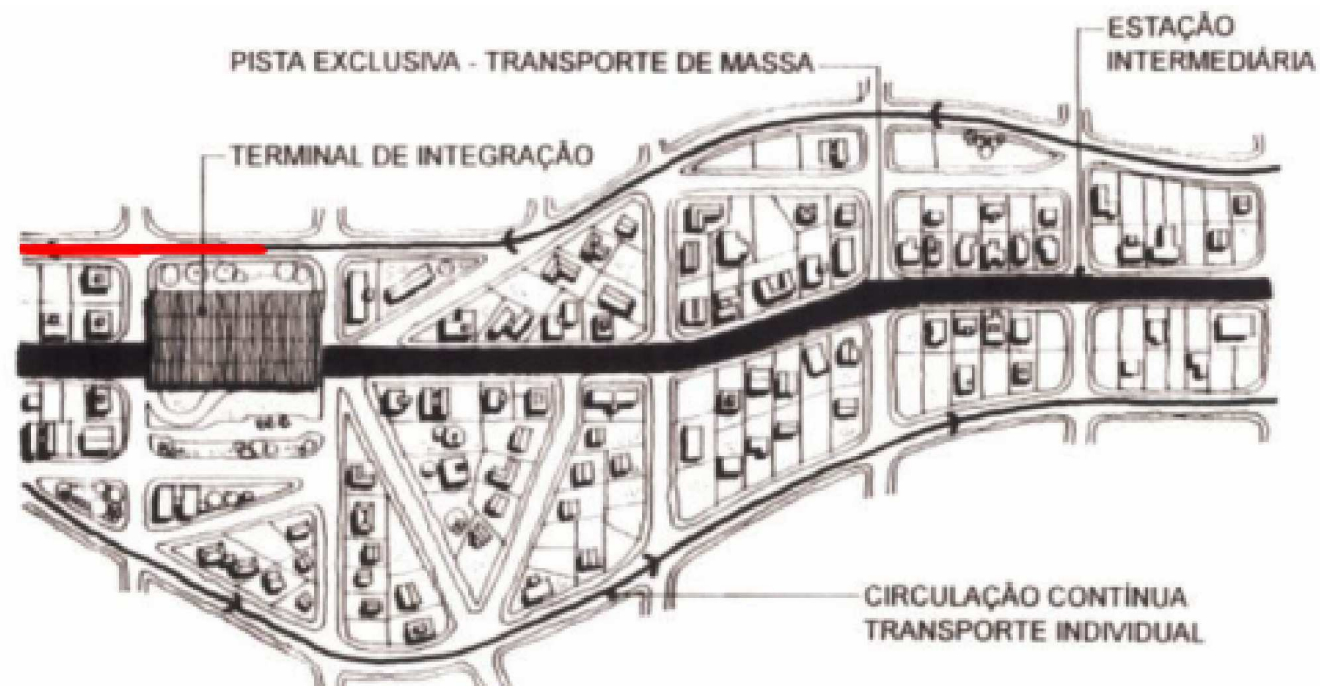 ESTAÇÃO
INTERMEDIÁRIA
PISTA EXCLUSIVA - TRANSPORTE DE MASSA
TERMINAL DE INTEGRAÇÃO
CIRCULAÇÃO CONTÍNUA
TRANSPORTE INDIVIDUAL